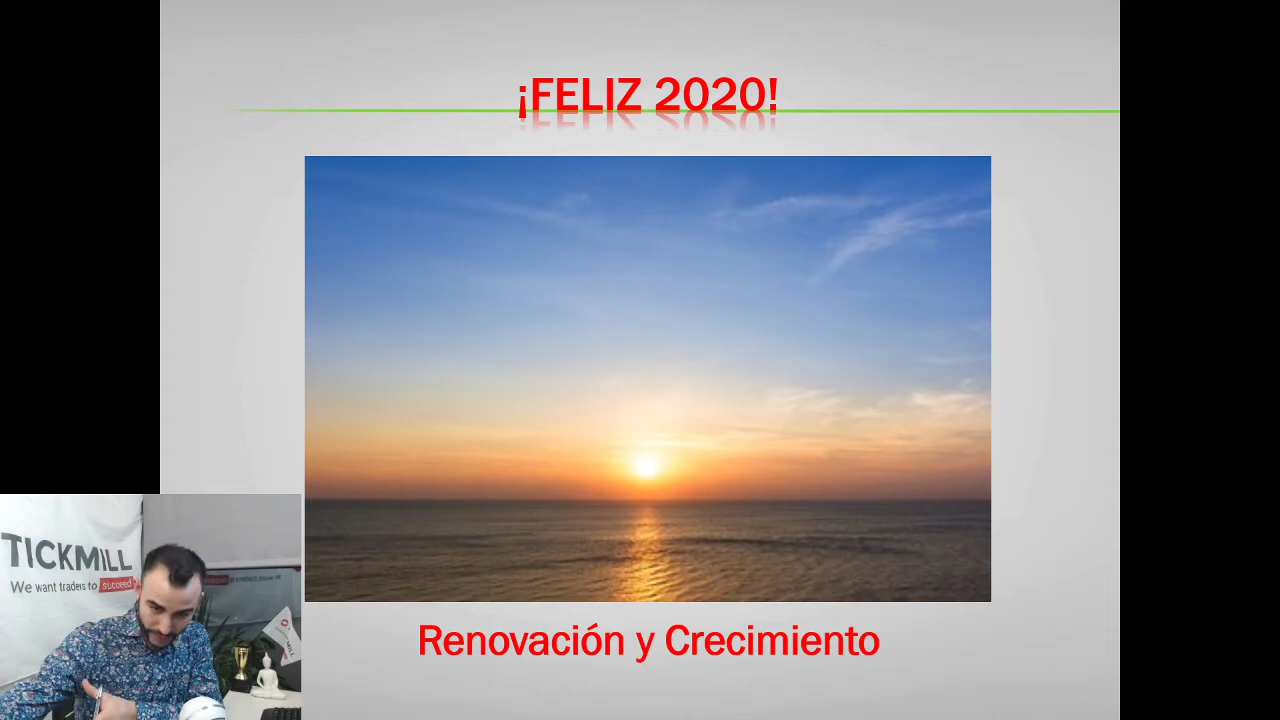 ¡FELIZ 2020!
Renovación y Crecimiento
TICKMILL
We want traders to succeed